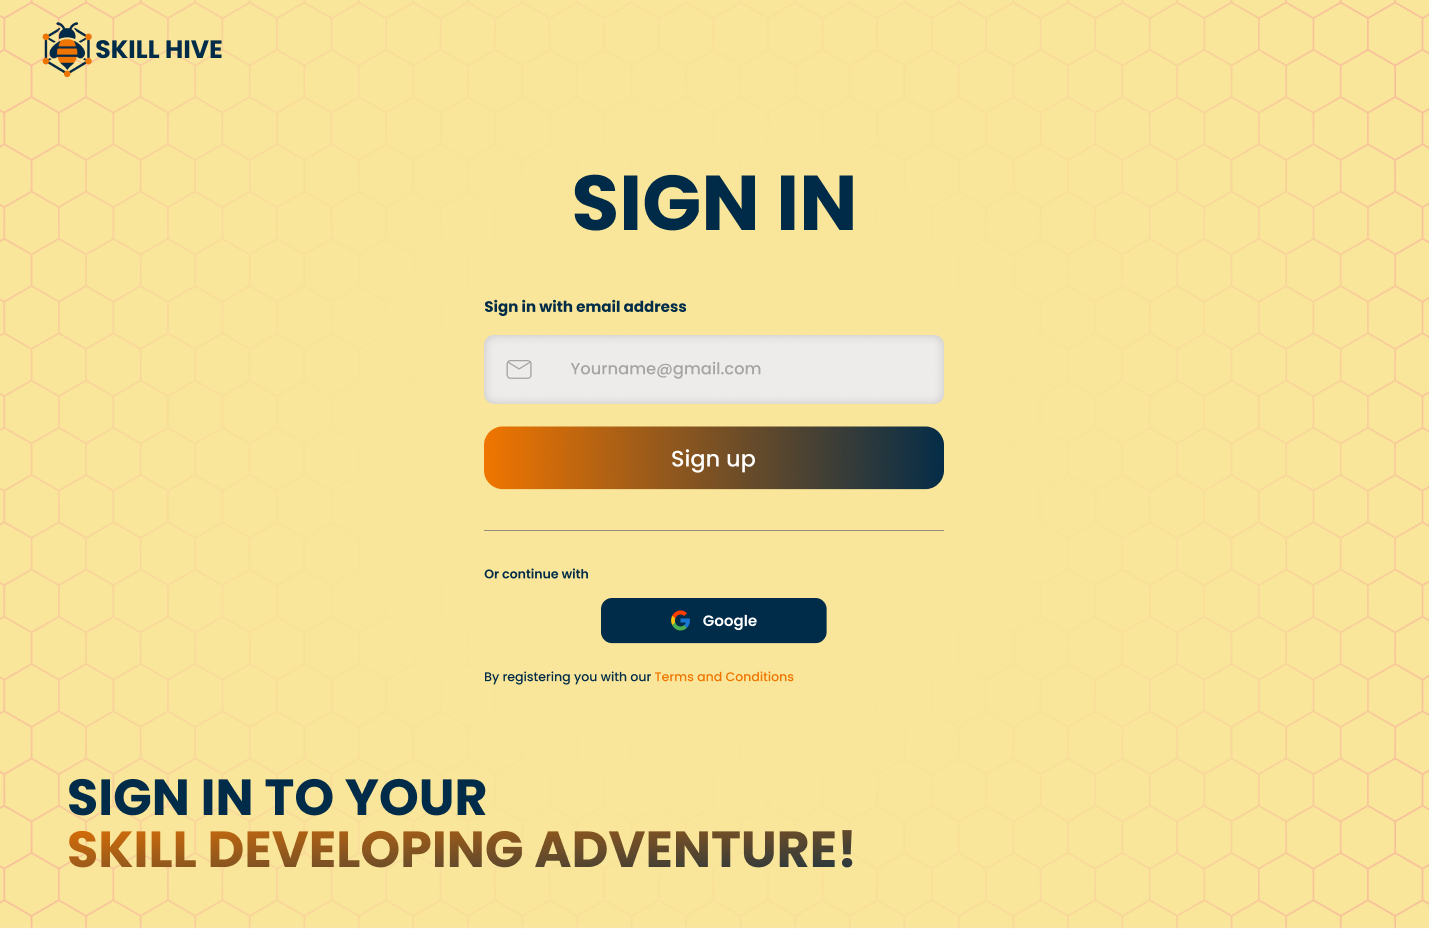 SKILL HIVE
SIGN IN
Sign in with email address
Yourname@gmail.com
Sign up
Or continue with
Google
By registering you with our Terms and Conditions
SIGN IN TO YOUR
SKILL DEVELOPING ADVENTURE!